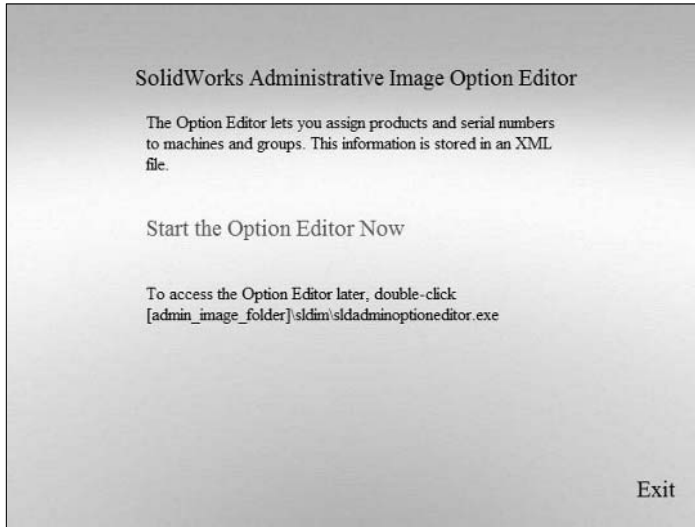 SolidWorks Administrative Image Option Editor
The Option Editor lets you assign products and serial numbers
to machines and groups. This information is stored in an XML
file.
Start the Option Editor Now
To access the Option Editor later, double-click
[admin_image_folder]\sldim\sldadminoptioneditor.exe
Exit